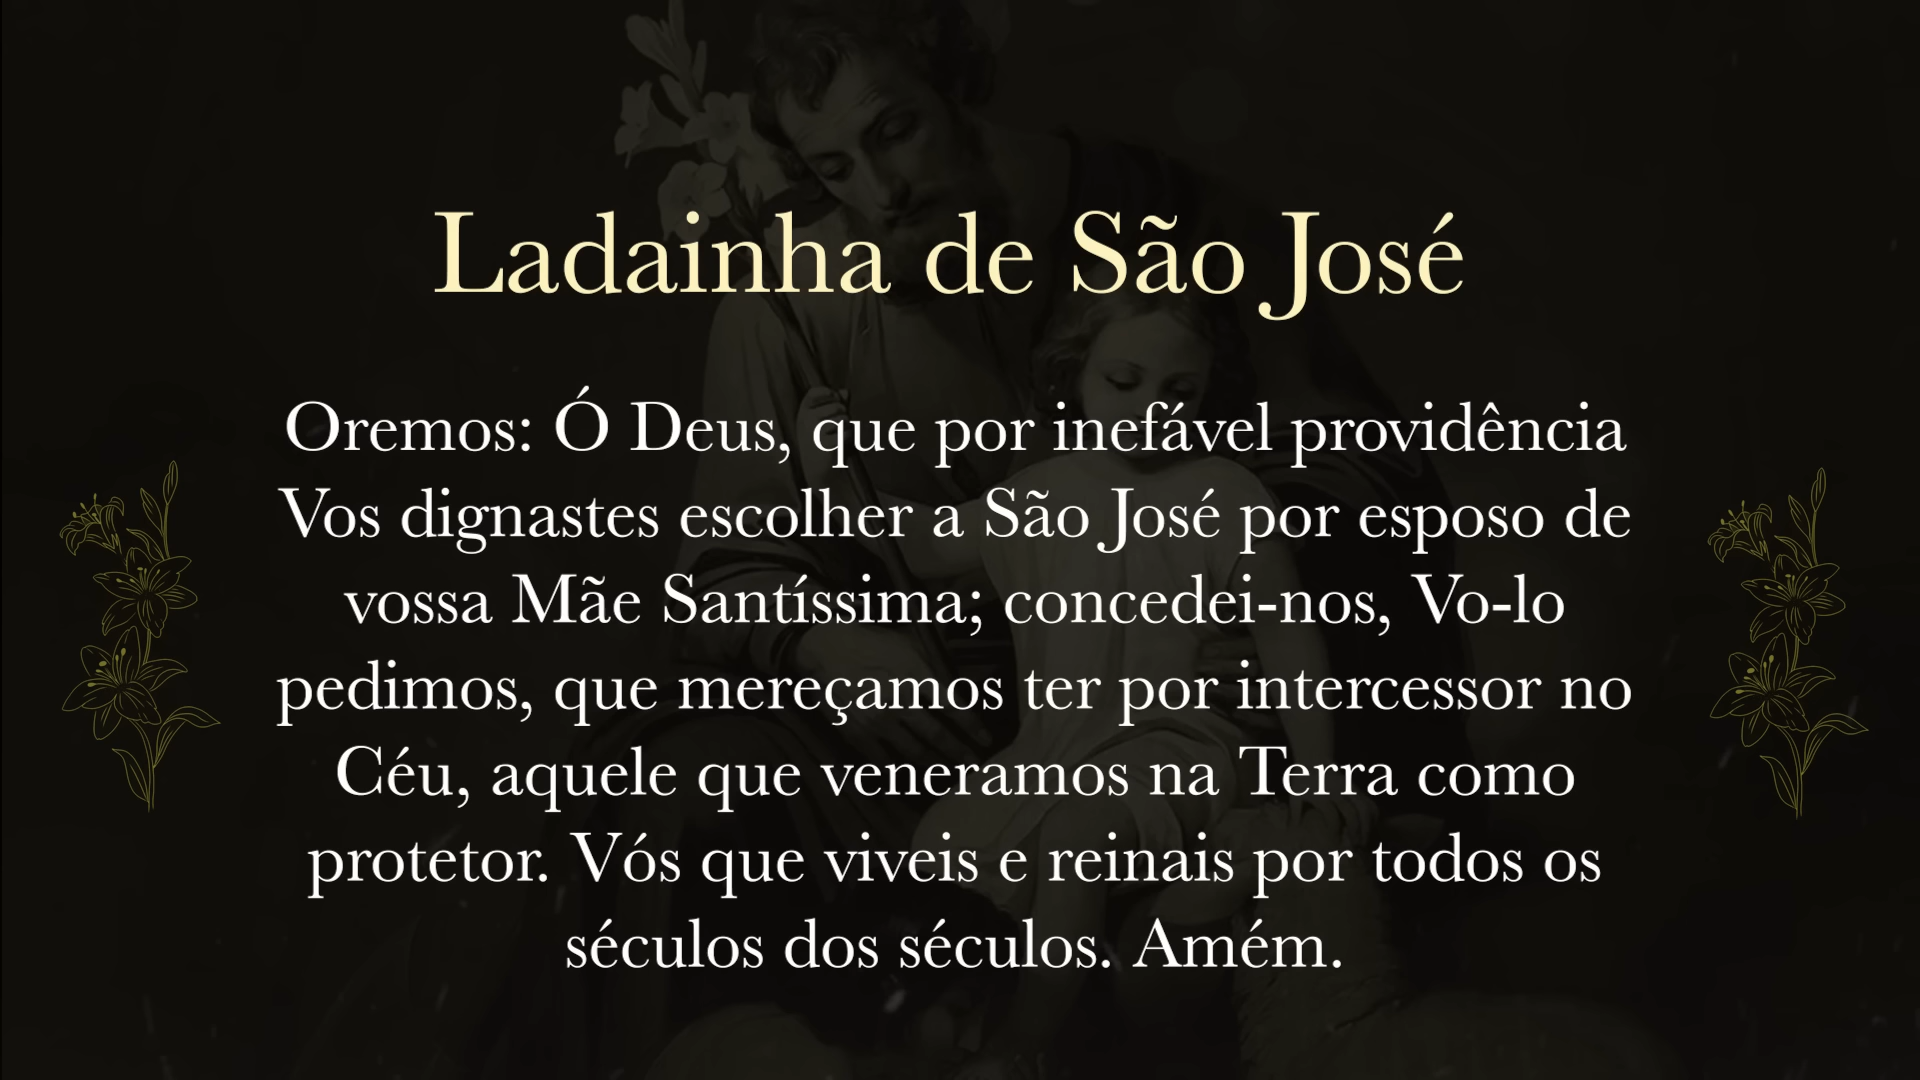 Ladainha de São José
Oremos: Ó Deus, que por inefável providência
Vos dignastes escolher a São José por esposo de
vossa Mãe Santíssima; concedei-nos, Vo-lo
pedimos, que mereçamos ter por intercessor no
Céu, aquele que veneramos na Terra como
protetor. Vós que viveis e reinais por todos os
séculos dos séculos. Amém.